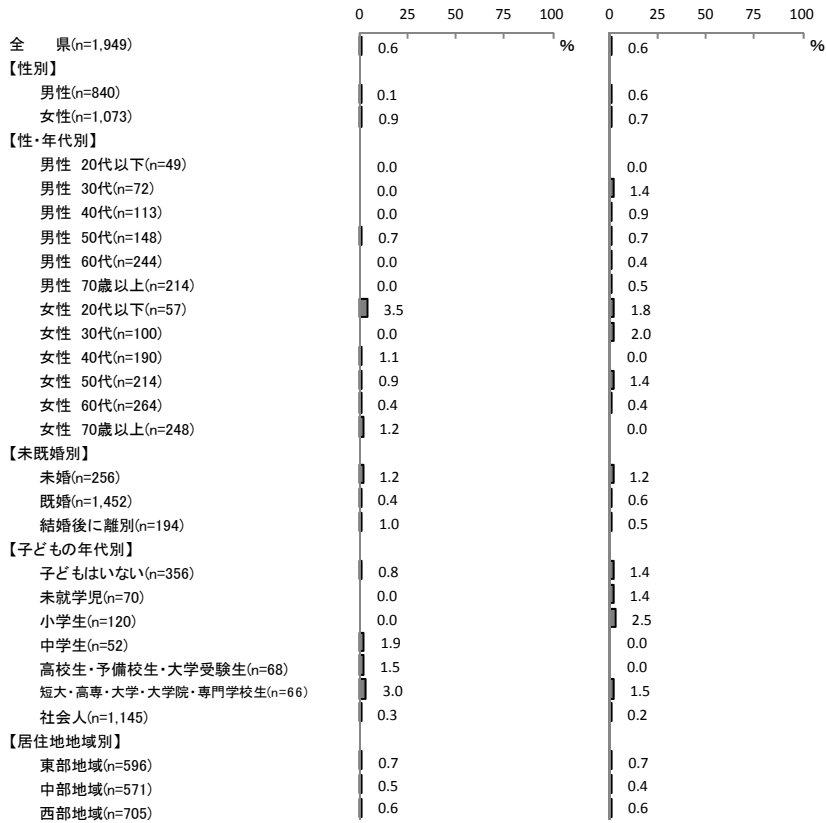 0 25 50 75 100 0 25 50 75 100
全　　県(n=1,949) 0.6 % 0.6 %
【性別】
男性(n=840) 0.1 0.6
女性(n=1,073) 0.9 0.7
【性・年代別】
男性 20代以下(n=49) 0.0 0.0
男性 30代(n=72) 0.0 1.4
男性 40代(n=113) 0.0 0.9
男性 50代(n=148) 0.7 0.7
男性 60代(n=244) 0.0 0.4
男性 70歳以上(n=214) 0.0 0.5
女性 20代以下(n=57) 3.5 1.8
女性 30代(n=100) 0.0 2.0
女性 40代(n=190) 1.1 0.0
女性 50代(n=214) 0.9 1.4
女性 60代(n=264) 0.4 0.4
女性 70歳以上(n=248) 1.2 0.0
【未既婚別】
未婚(n=256) 1.2 1.2
既婚(n=1,452) 0.4 0.6
結婚後に離別(n=194) 1.0 0.5
【子どもの年代別】
子どもはいない(n=356) 0.8 1.4
未就学児(n=70) 0.0 1.4
小学生(n=120) 0.0 2.5
中学生(n=52) 1.9 0.0
高校生・予備校生・大学受験生(n=68) 1.5 0.0
短大・高専・大学・大学院・専門学校生(n=66) 3.0 1.5
社会人(n=1,145) 0.3 0.2
【居住地地域別】
東部地域(n=596) 0.7 0.7
中部地域(n=571) 0.5 0.4
西部地域(n=705) 0.6 0.6